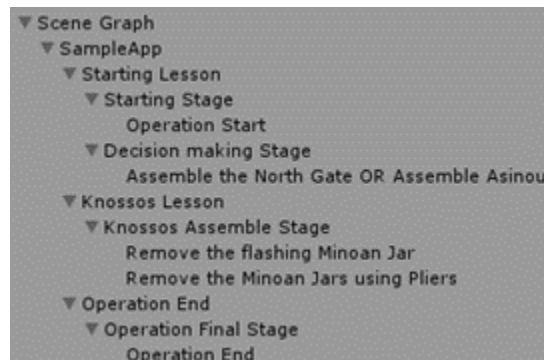 Scene Graph
SampleApp
Starting Lesson
Starting Stage
Operation Start
Decision making Stage
Assemble the North Gate OR Assemble Asinou
Knossos Lesson
Knossos Assemble Stage
Remove the flashing Minoan Jar
Remove the Minoan Jars using Pliers
Operation End
Operation Final Stage
Operation End